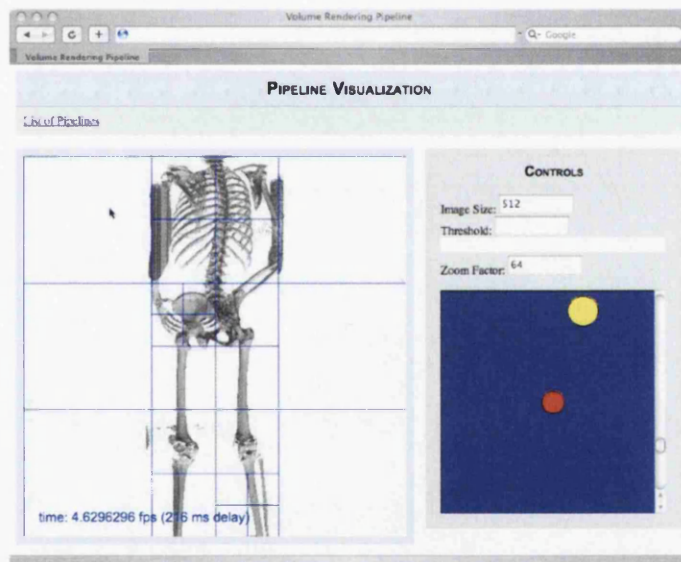 Volume Rendering Pipeline
Google
Volume Rendering Pipeline
PIPELINE VISUALIZATION
List of Pipelines
CONTROLS
Image Size: 512
Threshold:
Zoom Factor: 64
time: 4.6296296 fps (216 ms delay)